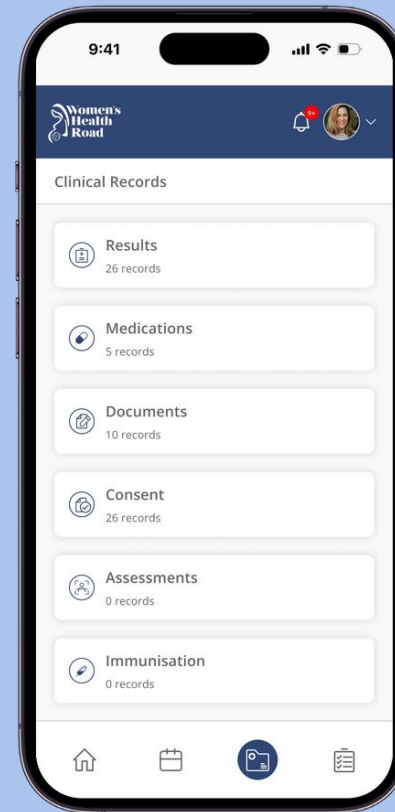 9:41
Women's
Health
Road
9+
Clinical Records
Results
26 records
Medications
5 records
Documents
10 records
Consent
26 records
Assessments
0 records
Immunisation
0 records